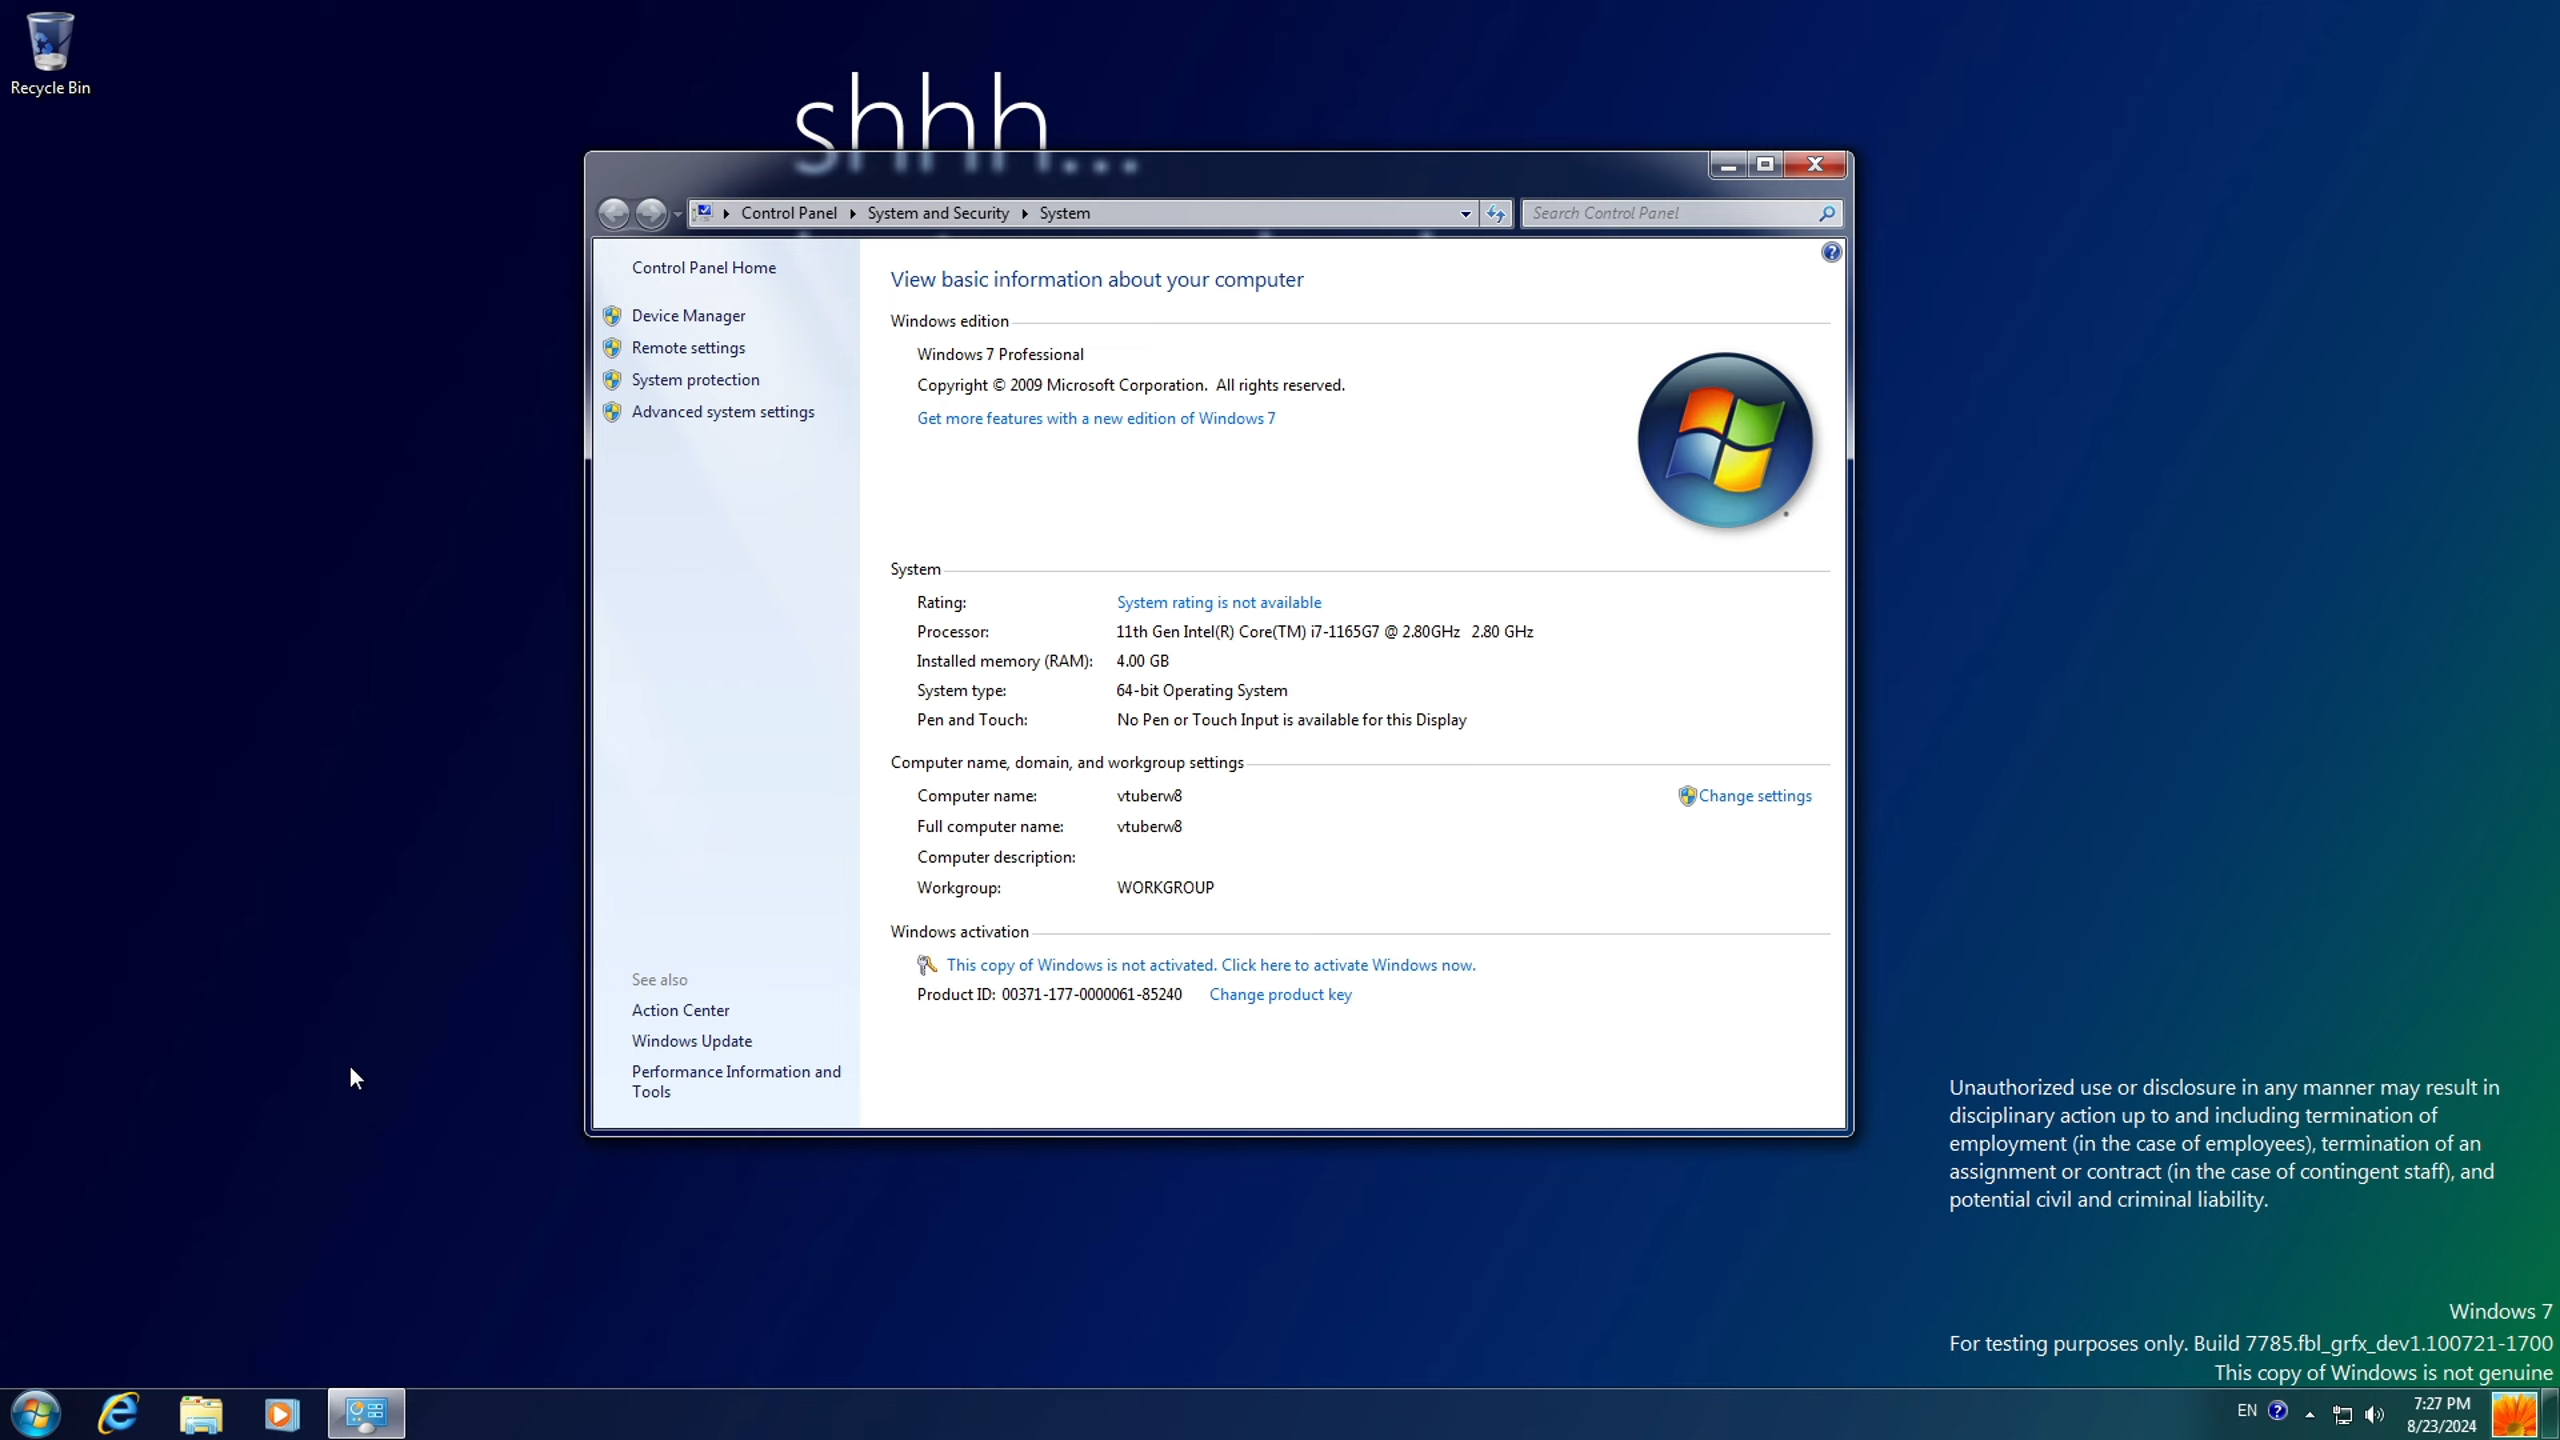 Recycle Bin
shhh...
Control Panel
System and Security
System
Search Control Panel
Control Panel Home
Device Manager
Remote settings
System protection
Advanced system settings
See also
Action Center
Windows Update
Performance Information and
Tools
View basic information about your computer
Windows edition
Windows 7 Professional
Copyright © 2009 Microsoft Corporation.  All rights reserved.
Get more features with a new edition of Windows 7
System
Rating: System rating is not available
Processor: 11th Gen Intel(R) Core(TM) i7-1165G7 @ 2.80GHz   2.80 GHz
Installed memory (RAM): 4.00 GB
System type: 64-bit Operating System
Pen and Touch: No Pen or Touch Input is available for this Display
Computer name, domain, and workgroup settings
Computer name: vtuberw8 Change settings
Full computer name: vtuberw8
Computer description:
Workgroup: WORKGROUP
Windows activation
This copy of Windows is not activated. Click here to activate Windows now.
Product ID: 00371-177-0000061-85240 Change product key
Unauthorized use or disclosure in any manner may result in
disciplinary action up to and including termination of
employment (in the case of employees), termination of an
assignment or contract (in the case of contingent staff), and
potential civil and criminal liability.
Windows 7
For testing purposes only. Build 7785.fbl_grfx_dev1.100721-1700
This copy of Windows is not genuine
EN
7:27 PM
8/23/2024